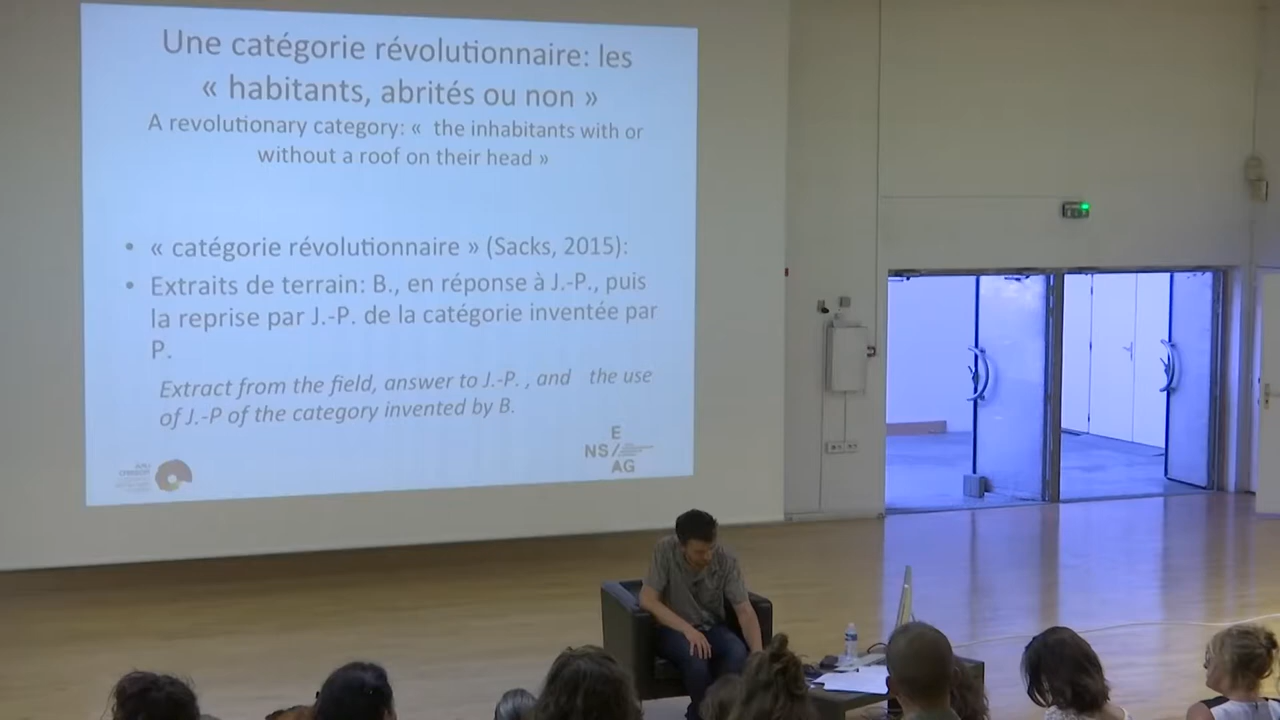 Une catégorie révolutionnaire: les
« habitants, abrités ou non »
A revolutionary category: « the inhabitants with or
without a roof on their head »
• « catégorie révolutionnaire » (Sacks, 2015):
• Extraits de terrain: B., en réponse à J.-P., puis
la reprise par J.-P. de la catégorie inventée par
P.
Extract from the field, answer to J.-P. , and the use
of J.-P of the category invented by B.
E
NS/
AG